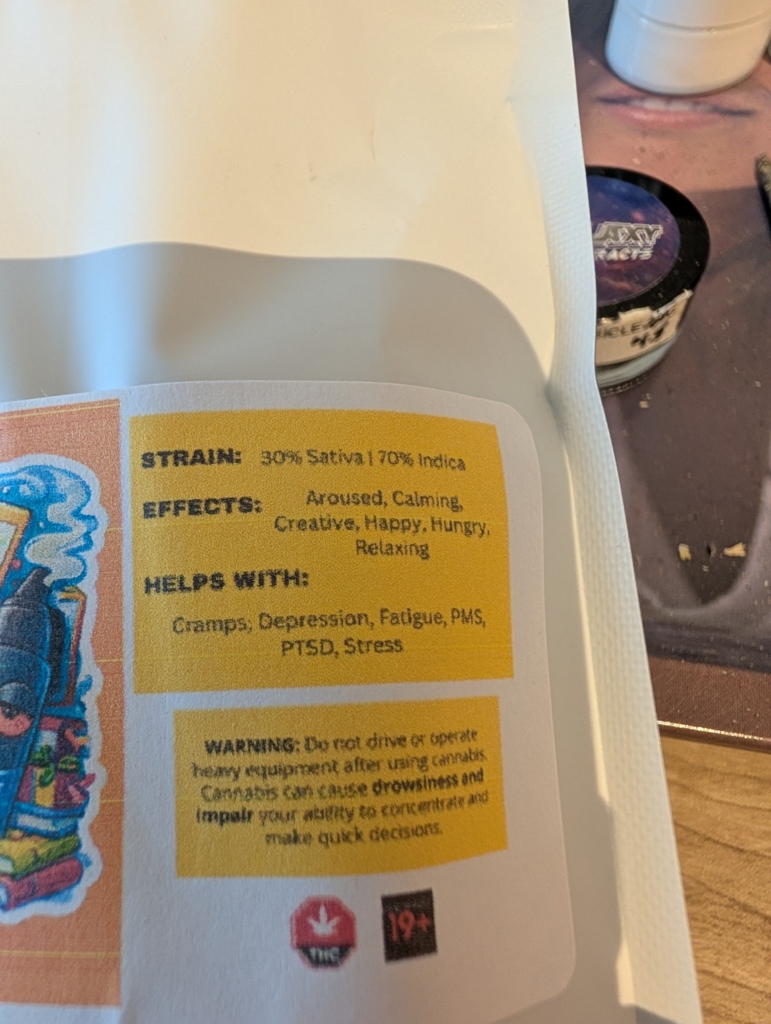 STRAIN: 30% Sativa | 70% Indica
EFFECTS: Aroused, Calming,
Creative, Happy, Hungry,
Relaxing
HELPS WITH:
Cramps, Depression, Fatigue, PMS,
PTSD, Stress
WARNING: Do not drive or operate
heavy equipment after using cannabis.
Cannabis can cause drowsiness and
impair your ability to concentrate and
make quick decisions.
THC
19+
AXY
RACTS